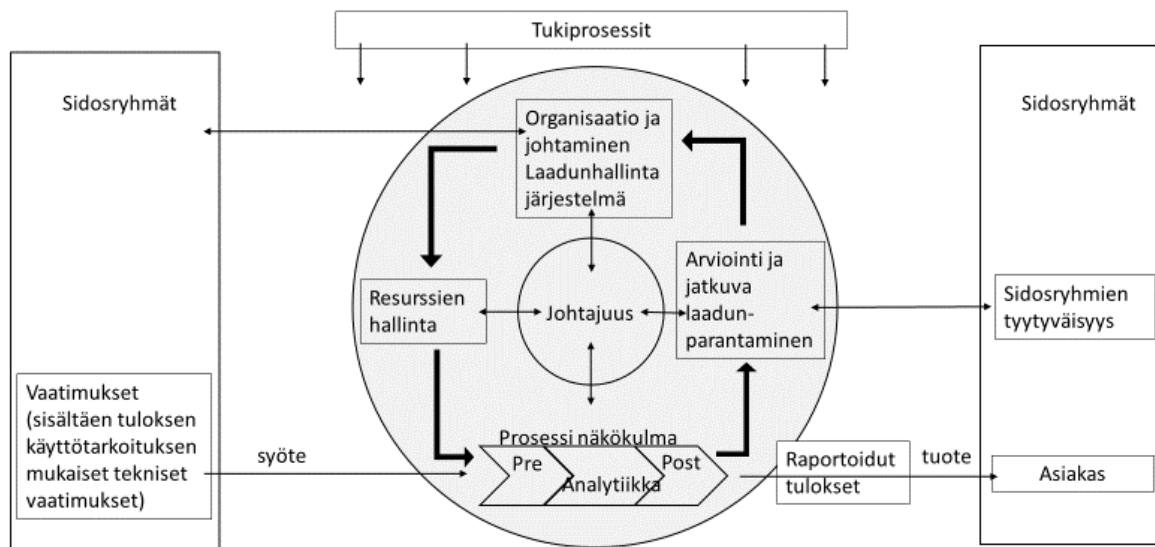 Tukiprosessit
Sidosryhmät
Vaatimukset
(sisältäen tuloksen
käyttötarkoituksen
mukaiset tekniset
vaatimukset)
syöte
Organisaatio ja
johtaminen
Laadunhallinta
järjestelmä
Resurssien
hallinta
Johtajuus
Arviointi ja
jatkuva
laadun-
parantaminen
Prosessi näkökulma
Pre
Analytiikka
Post
Raportoidut
tulokset
tuote
Sidosryhmät
Sidosryhmien
tyytyväisyys
Asiakas